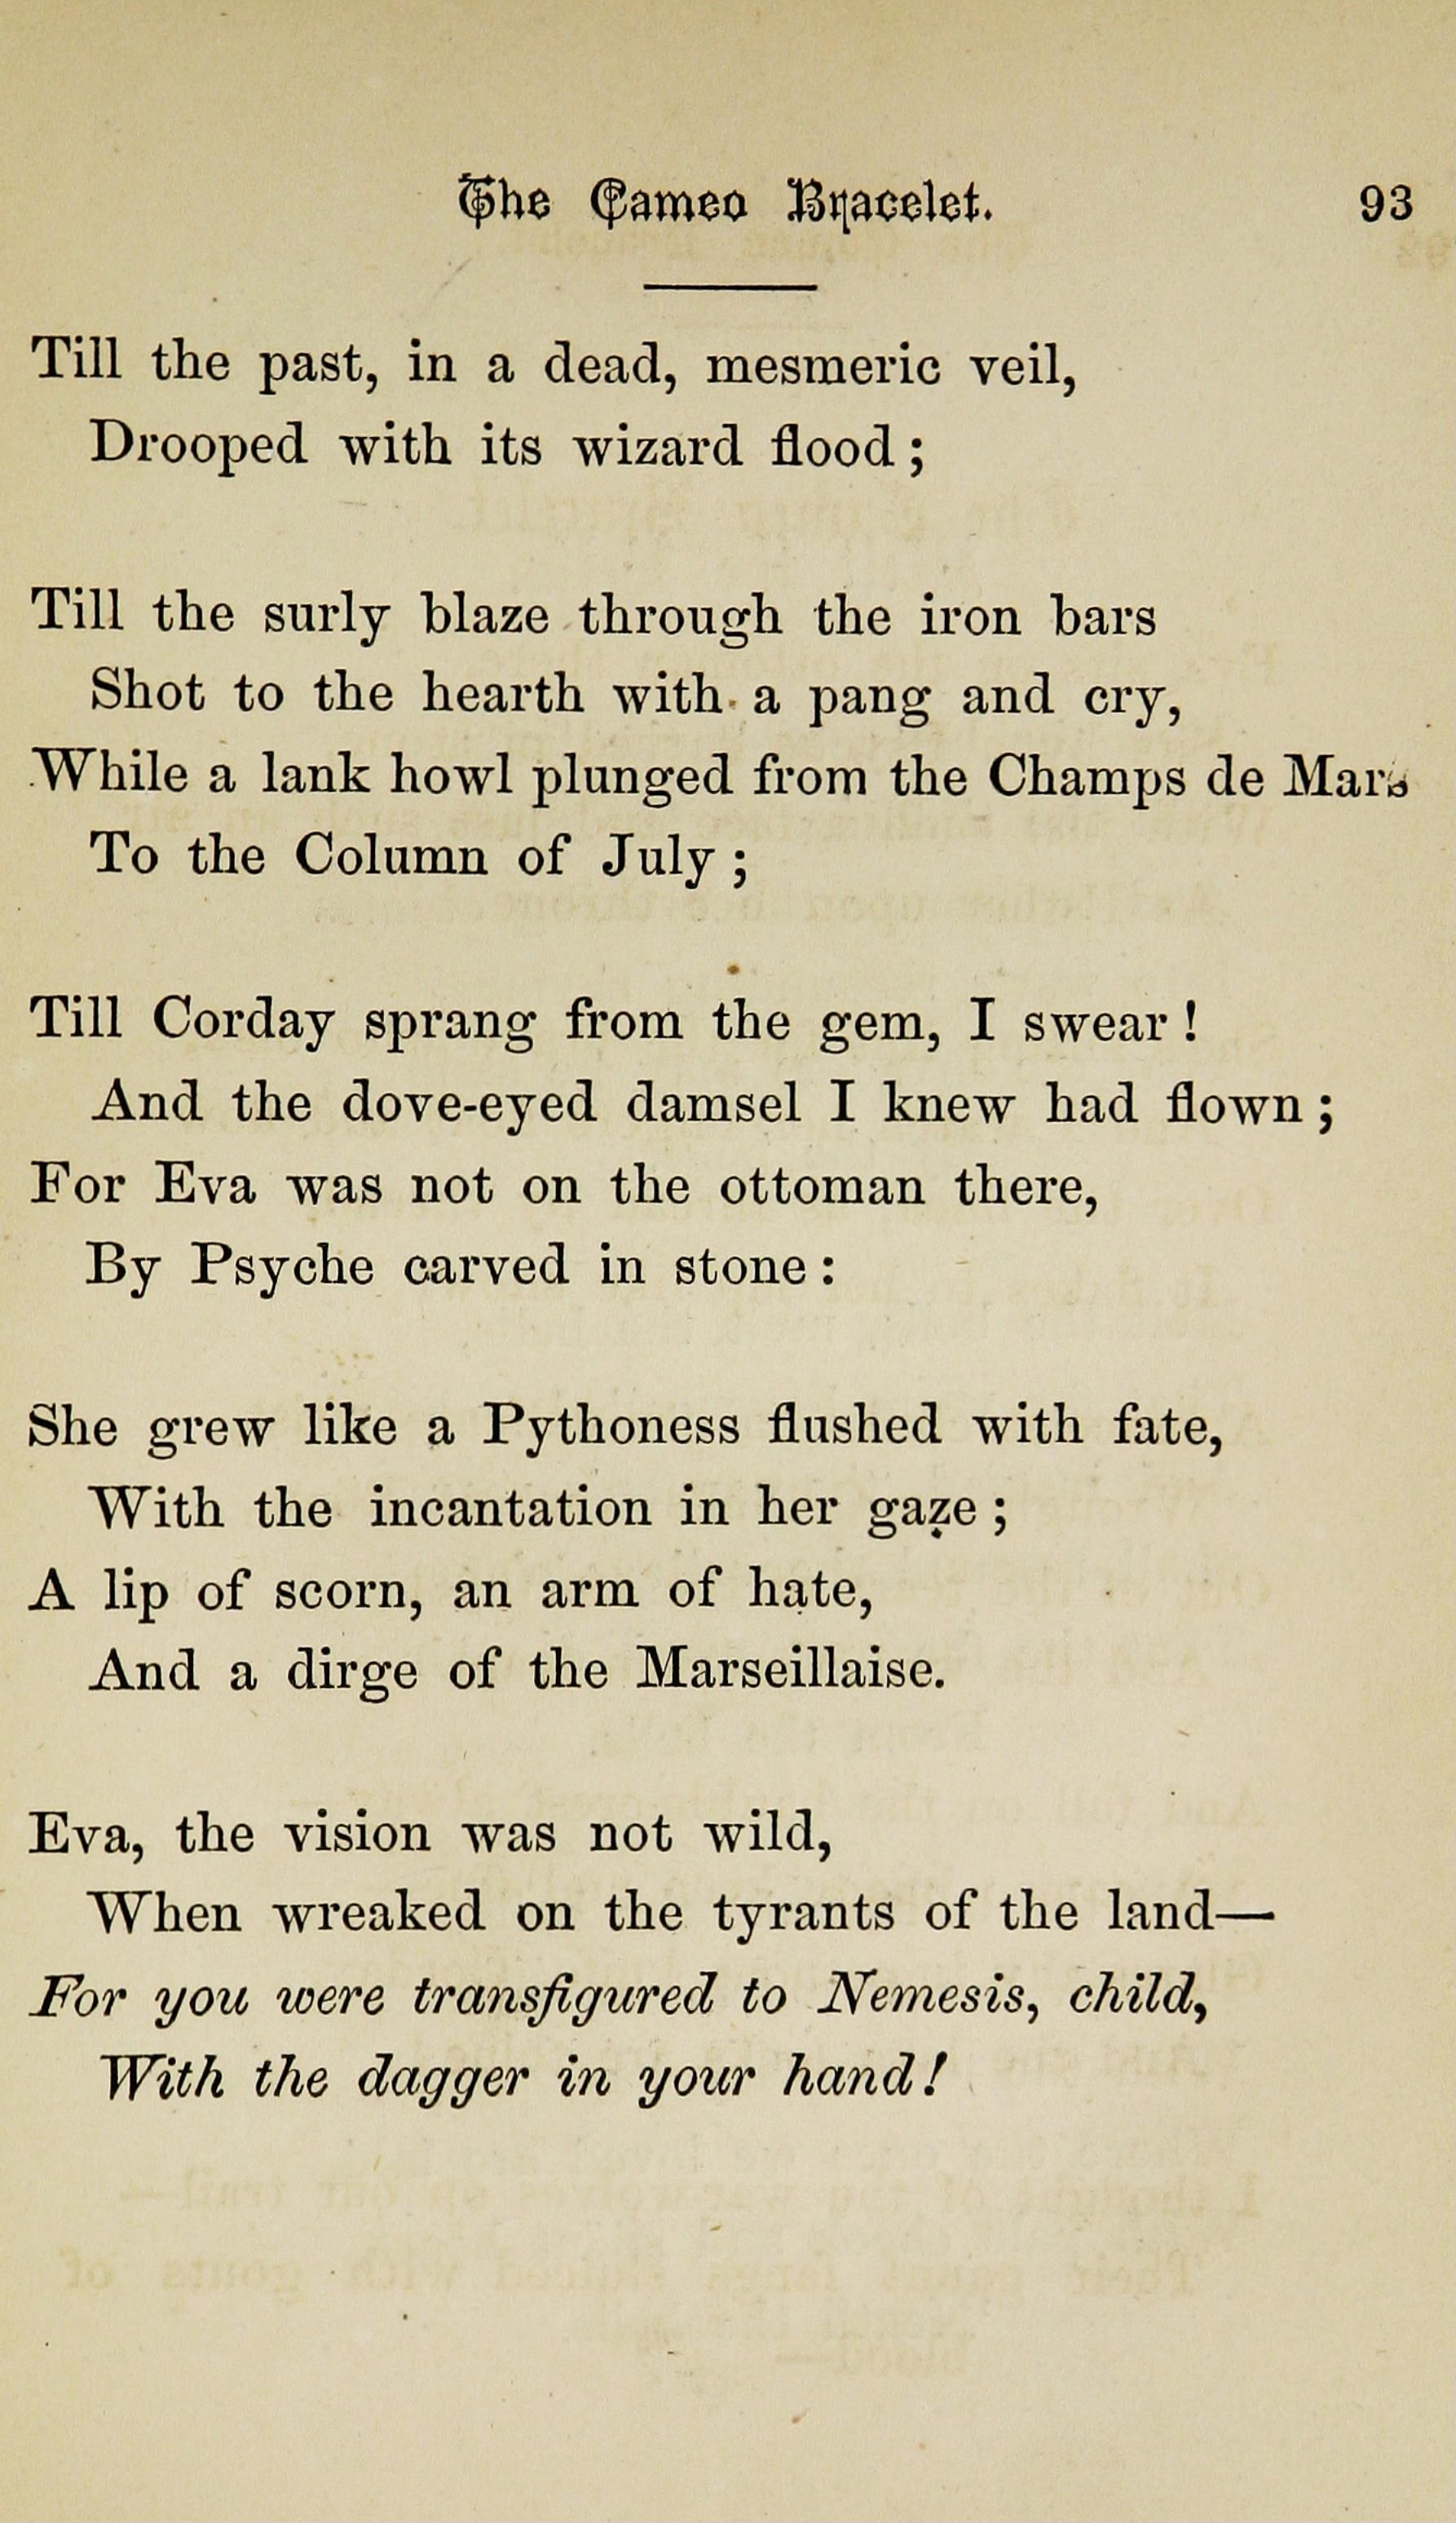 The Cameo Bracelet. 93
Till the past, in a dead, mesmeric veil,
Drooped with its wizard flood;
Till the surly blaze through the iron bars
Shot to the hearth with a pang and cry,
While a lank howl plunged from the Champs de Mars
To the Column of July;
Till Corday sprang from the gem, I swear!
And the dove-eyed damsel I knew had flown;
For Eva was not on the ottoman there,
By Psyche carved in stone:
She grew like a Pythoness flushed with fate,
With the incantation in her gaze;
A lip of scorn, an arm of hate,
And a dirge of the Marseillaise.
Eva, the vision was not wild,
When wreaked on the tyrants of the land—
For you were transfigured to Nemesis, child,
With the dagger in your hand!